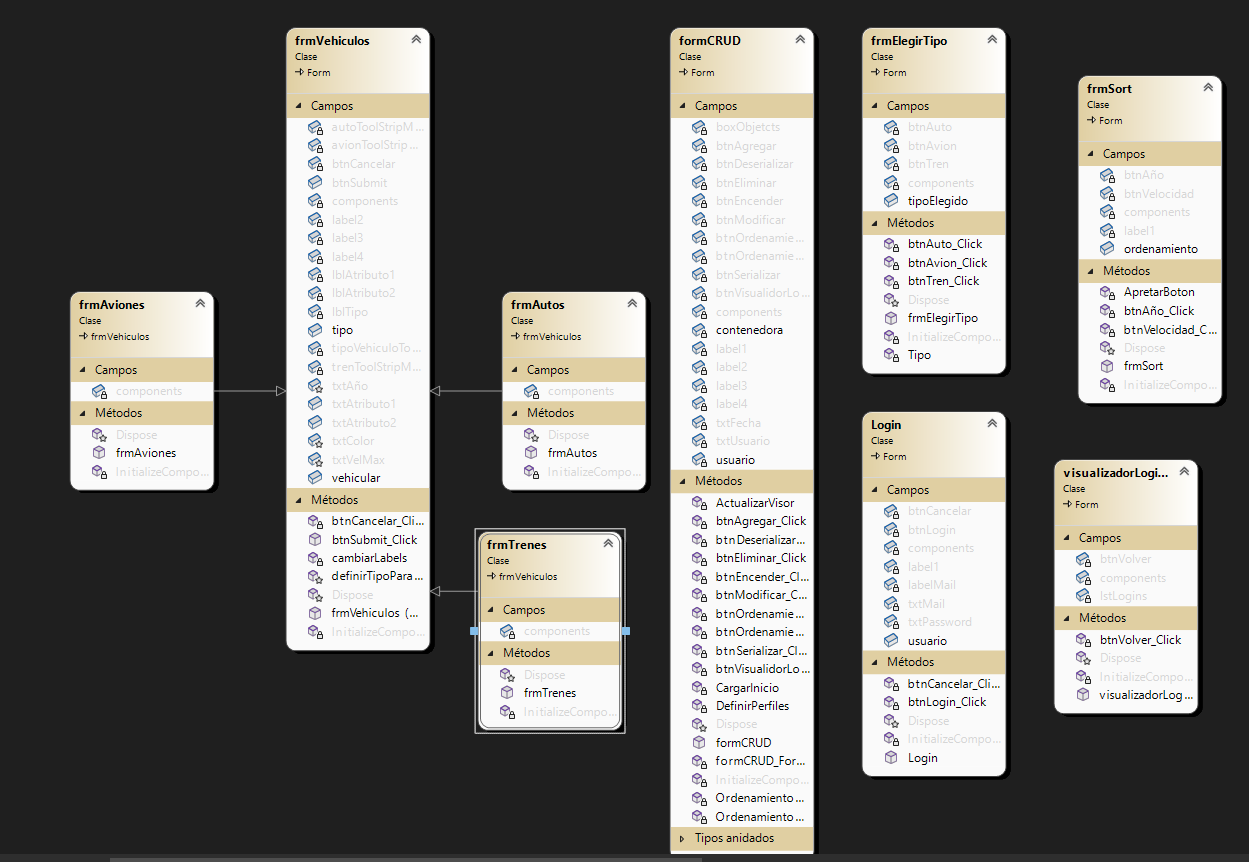 frmVehiculos
Clase
Form
Campos
autoToolStripM...
avionToolStrip...
btnCancelar
btnSubmit
components
label2
label3
label4
lblAtributo1
lblAtributo2
lblTipo
tipo
tipoVehiculoTo...
trenToolStripM...
txtAño
txtAtributo1
txtAtributo2
txtColor
txtVelMax
vehicular
Métodos
btnCancelar_Cli...
btnSubmit_Click
cambiarLabels
definirTipoPara...
Dispose
frmVehiculos (...
InitializeCompo...
frmAviones
Clase
frmVehiculos
Campos
components
Métodos
Dispose
frmAviones
InitializeCompo...
frmAutos
Clase
frmVehiculos
Campos
components
Métodos
Dispose
frmAutos
InitializeCompo...
frmTrenes
Clase
frmVehiculos
Campos
components
Métodos
Dispose
frmTrenes
InitializeCompo...
formCRUD
Clase
Form
Campos
boxObjetcts
btnAgregar
btnDeserializar
btnEliminar
btnEncender
btnModificar
btnOrdenamie...
btnOrdenamie...
btnSerializar
btnVisualidorLo...
components
contenedora
label1
label2
label3
label4
txtFecha
txtUsuario
usuario
Métodos
ActualizarVisor
btnAgregar_Click
btnDeserializar...
btnEliminar_Click
btnEncender_Cl...
btnModificar_C...
btnOrdenamie...
btnOrdenamie...
btnSerializar_Cl...
btnVisualidorLo...
CargarInicio
DefinirPerfiles
Dispose
formCRUD
formCRUD_For...
InitializeCompo...
Ordenamiento...
Ordenamiento...
Tipos anidados
frmElegirTipo
Clase
Form
Campos
btnAuto
btnAvion
btnTren
components
tipoElegido
Métodos
btnAuto_Click
btnAvion_Click
btnTren_Click
Dispose
frmElegirTipo
InitializeCompo...
Tipo
Login
Clase
Form
Campos
btnCancelar
btnLogin
components
label1
labelMail
txtMail
txtPassword
usuario
Métodos
btnCancelar_Cli...
btnLogin_Click
Dispose
InitializeCompo...
Login
frmSort
Clase
Form
Campos
btnAño
btnVelocidad
components
label1
ordenamiento
Métodos
ApretarBoton
btnAño_Click
btnVelocidad_C...
Dispose
frmSort
InitializeCompo...
visualizadorLogi...
Clase
Form
Campos
btnVolver
components
lstLogins
Métodos
btnVolver_Click
Dispose
InitializeCompo...
visualizadorLog...